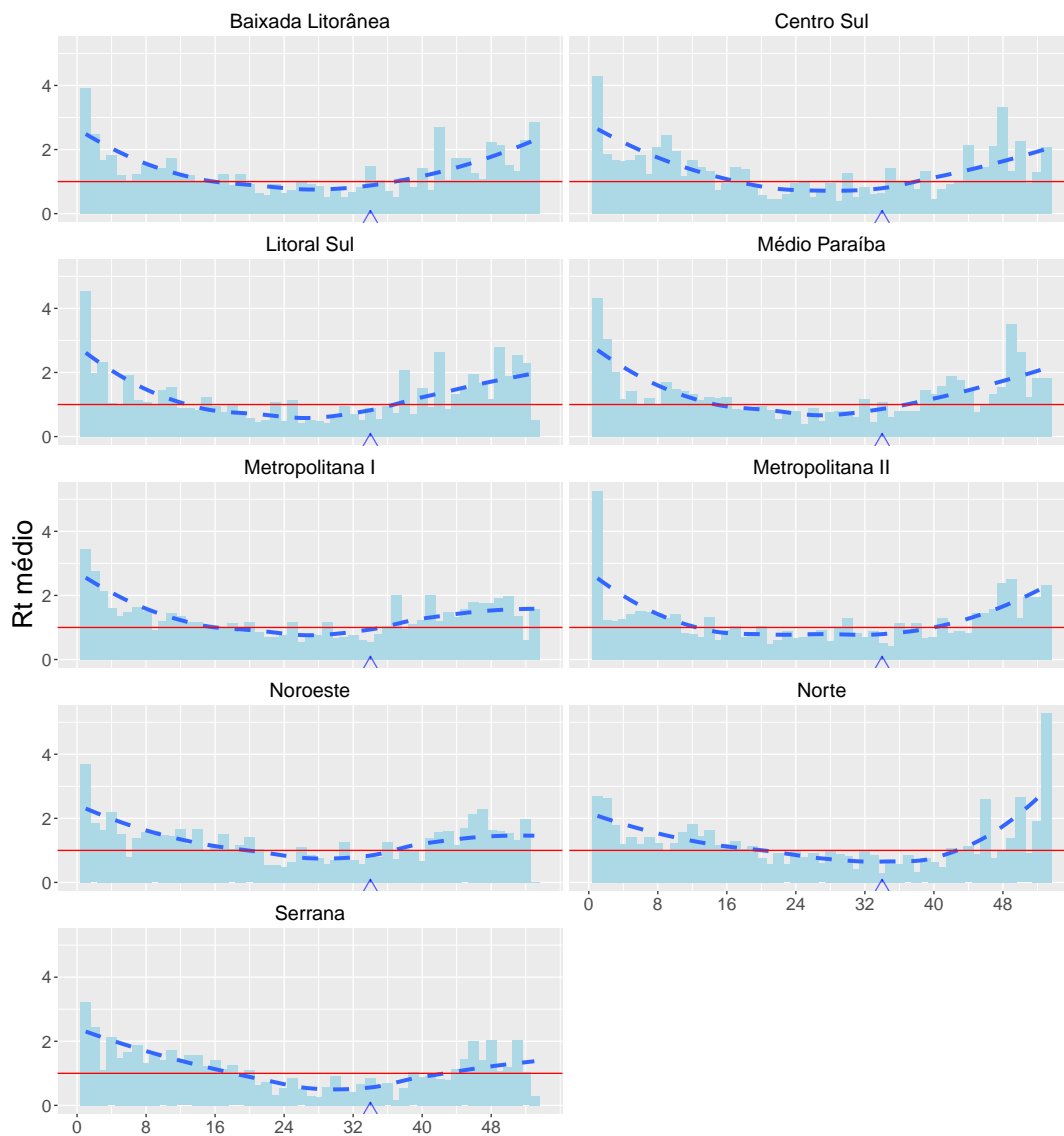 Baixada Litorânea
Centro Sul
4
2
0
Litoral Sul
Médio Paraíba
4
2
0
Metropolitana I
Metropolitana II
Rt médio
4
2
0
Noroeste
Norte
4
2
0
0 8 16 24 32 40 48
Serrana
4
2
0
0 8 16 24 32 40 48